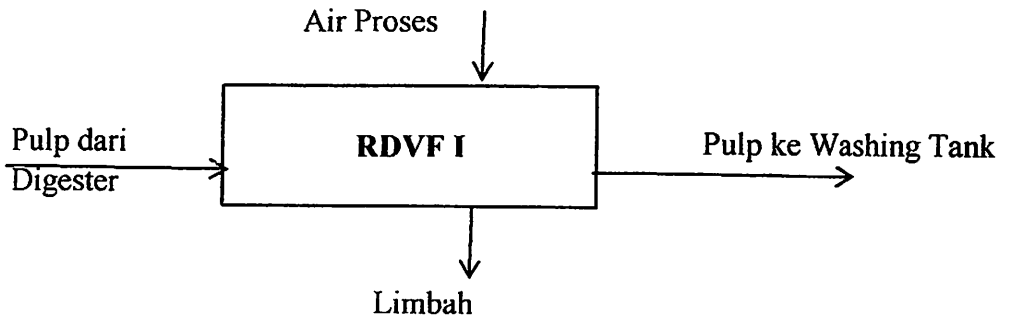 Air Proses
Pulp dari
Digester
RDVF I
Pulp ke Washing Tank
Limbah